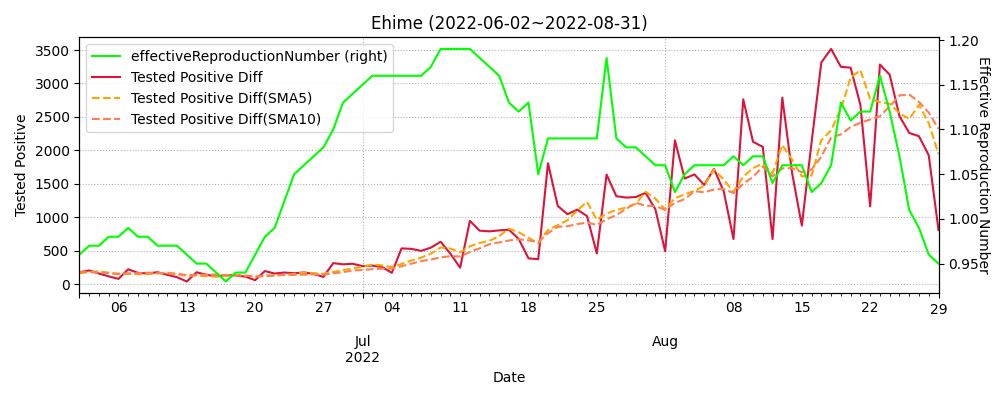 Ehime (2022-06-02~2022-08-31)
effectiveReproductionNumber (right)
Tested Positive Diff
Tested Positive Diff(SMA5)
Tested Positive Diff(SMA10)
Tested Positive
3500
3000
2500
2000
1500
1000
500
0
1.20
1.15
1.10
1.05
1.00
0.95
Effective Reproduction Number
06 13 20 27 04 11 18 25 08 15 22 29
Jul Aug
2022
Date